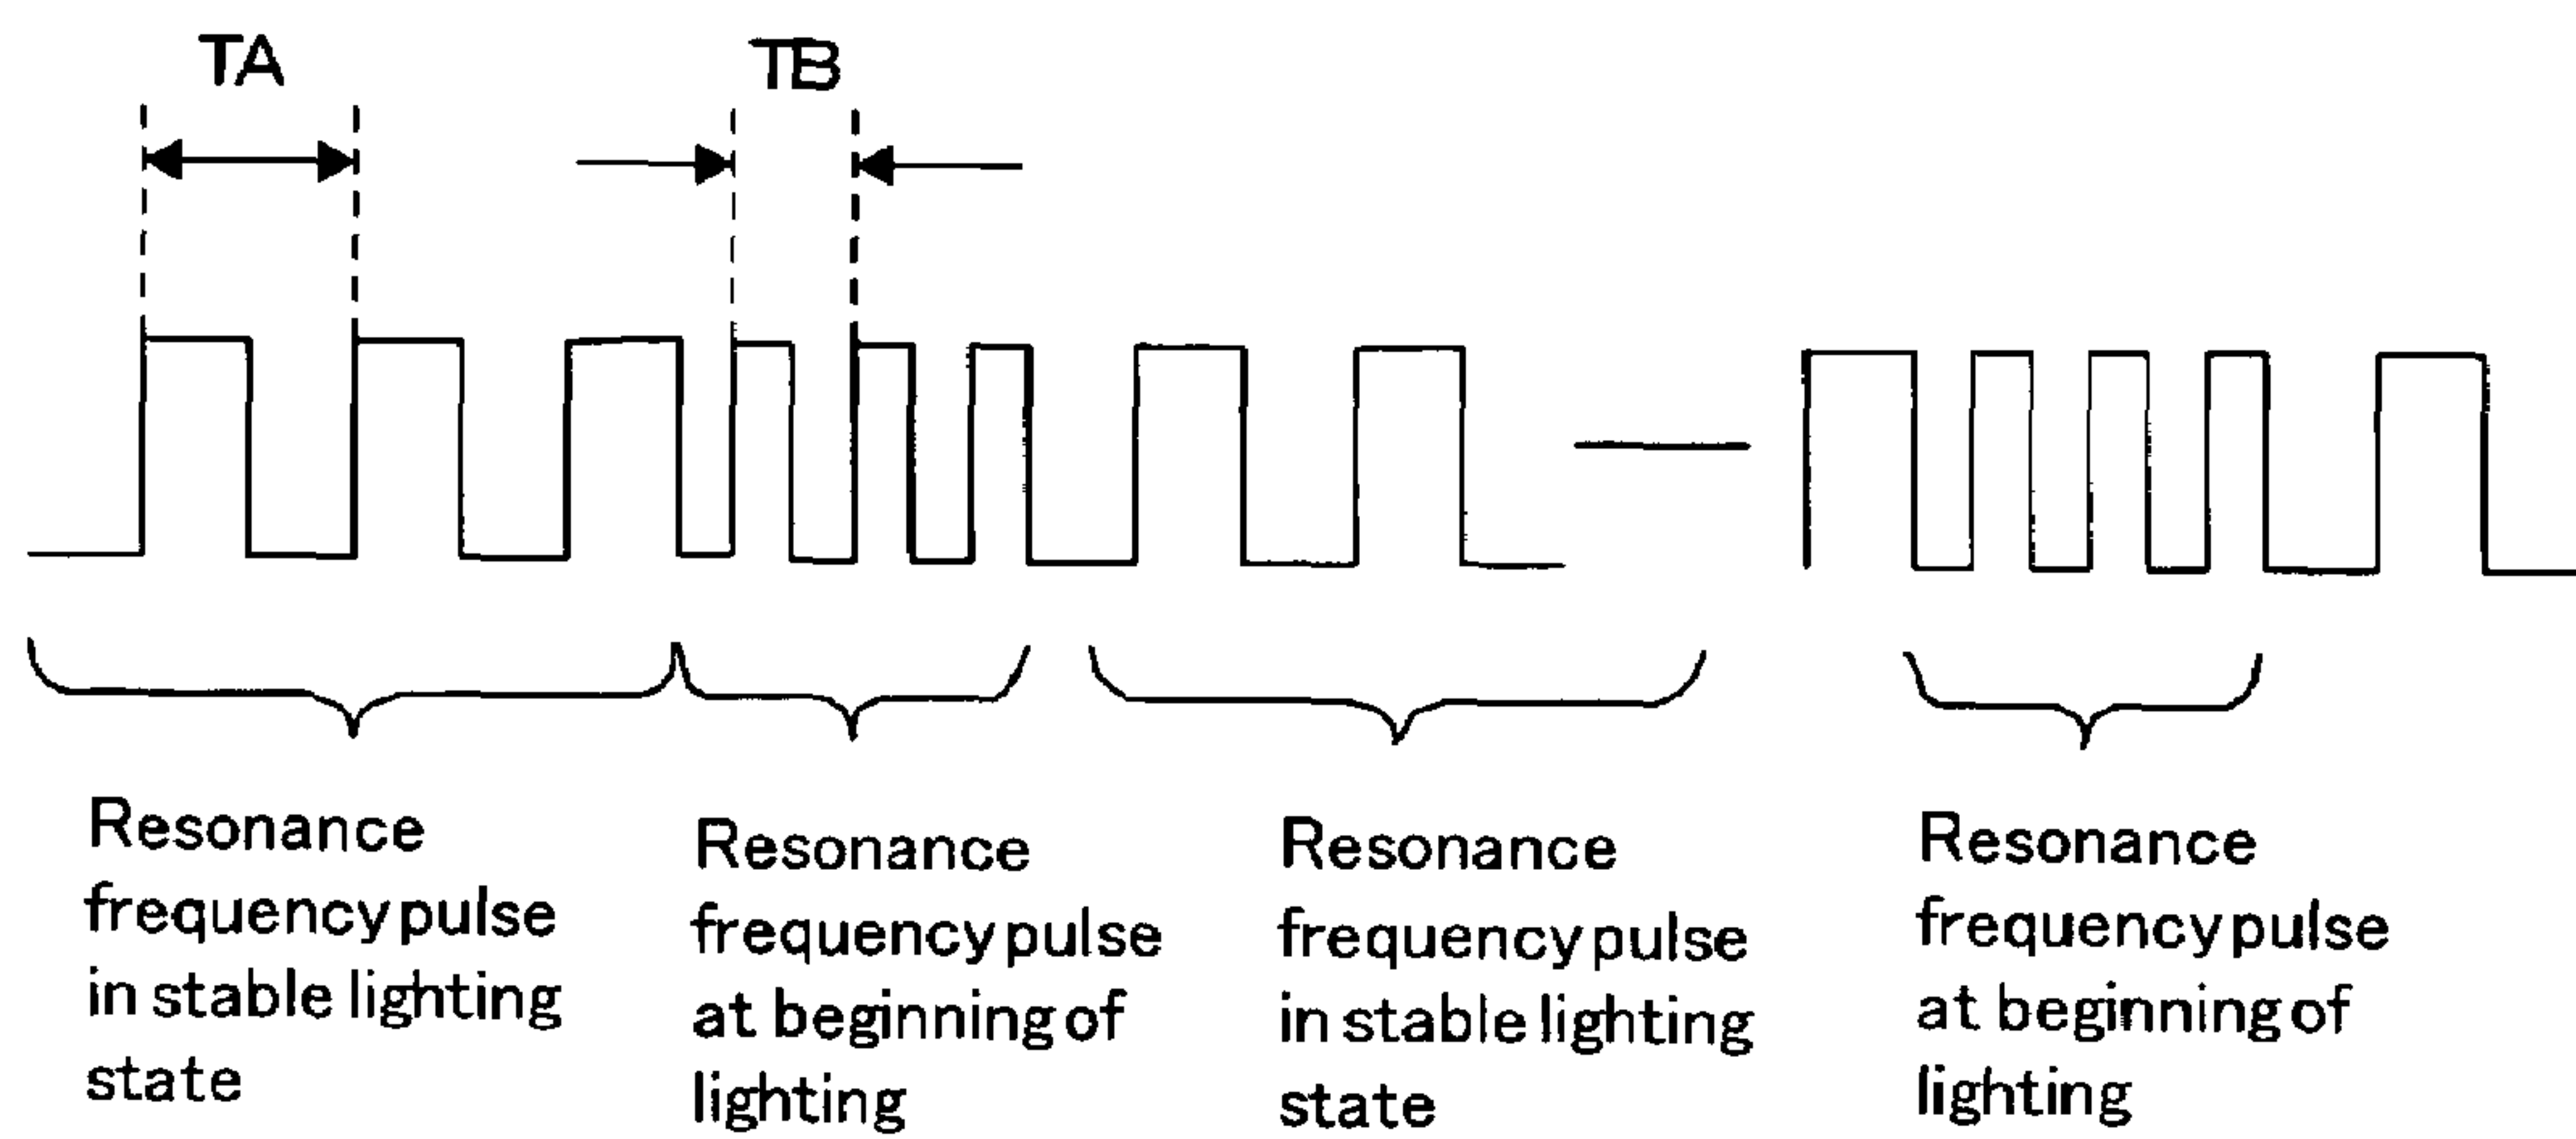 TA
TB
Resonance
frequency pulse
in stable lighting
state
Resonance
frequency pulse
at beginning of
lighting
Resonance
frequency pulse
in stable lighting
state
Resonance
frequency pulse
at beginning of
lighting